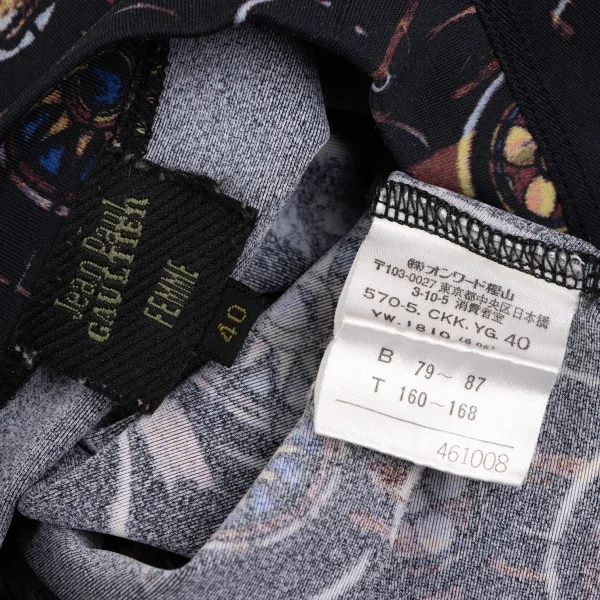 Jean Paul
GAULTIER
FEMME
40
㈱オンワード樫山
〒103-0027 東京都中央区日本橋
3-10-5 消費者室
570-5. CKK. YG. 40
YW. 1810
B 79～ 87
T 160～168
461008